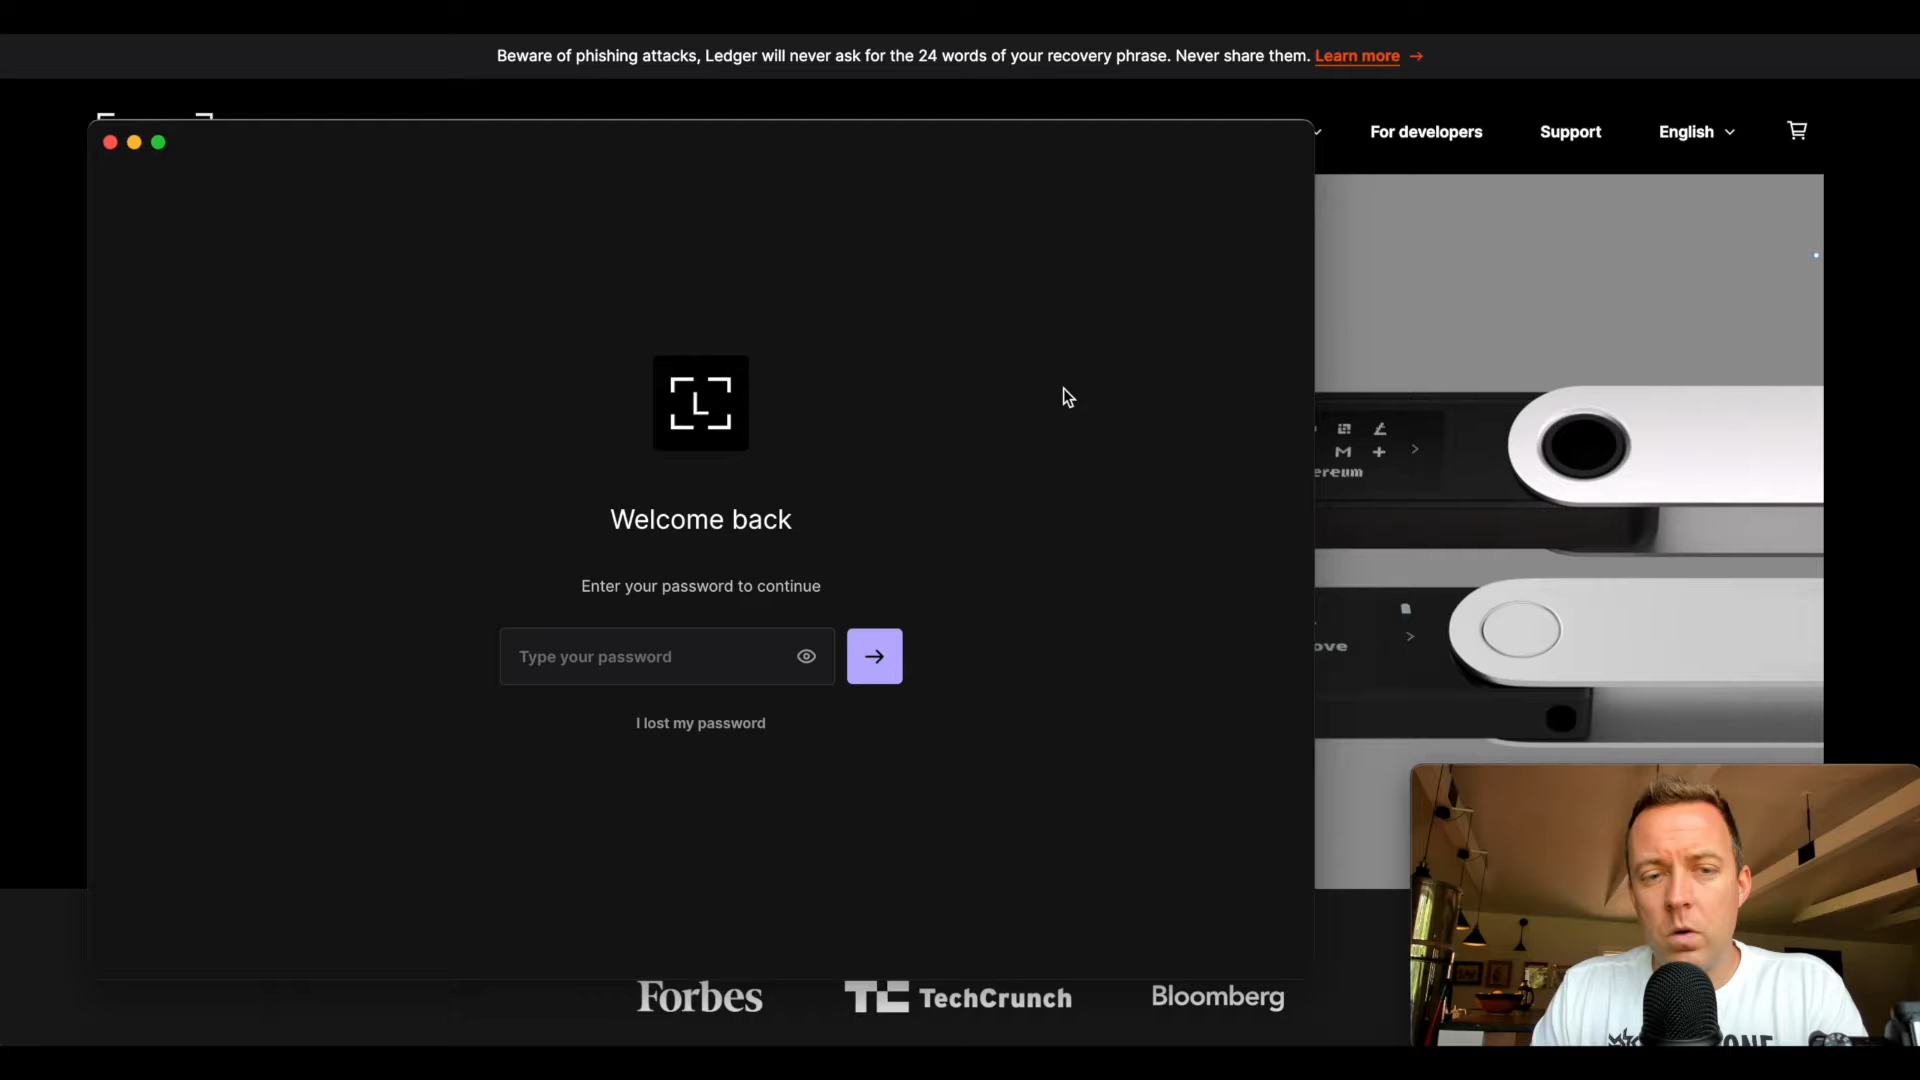 Beware of phishing attacks, Ledger will never ask for the 24 words of your recovery phrase. Never share them. Learn more →
For developers
Support
English
L
Welcome back
Enter your password to continue
Type your password
I lost my password
Forbes
TechCrunch
Bloomberg